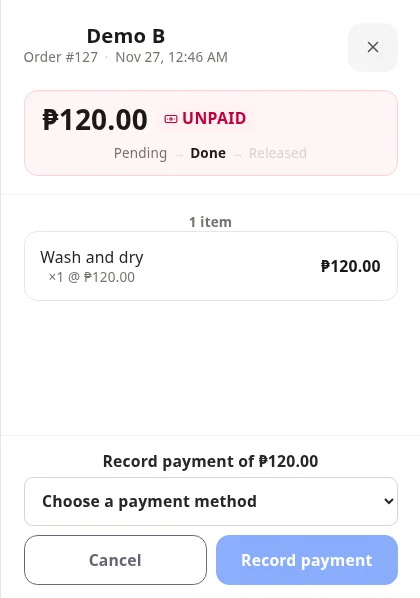 Demo B
Order #127 · Nov 27, 12:46 AM
₱120.00 UNPAID
Pending → Done → Released
1 item
Wash and dry
×1 @ ₱120.00
₱120.00
Record payment of ₱120.00
Choose a payment method
Cancel
Record payment